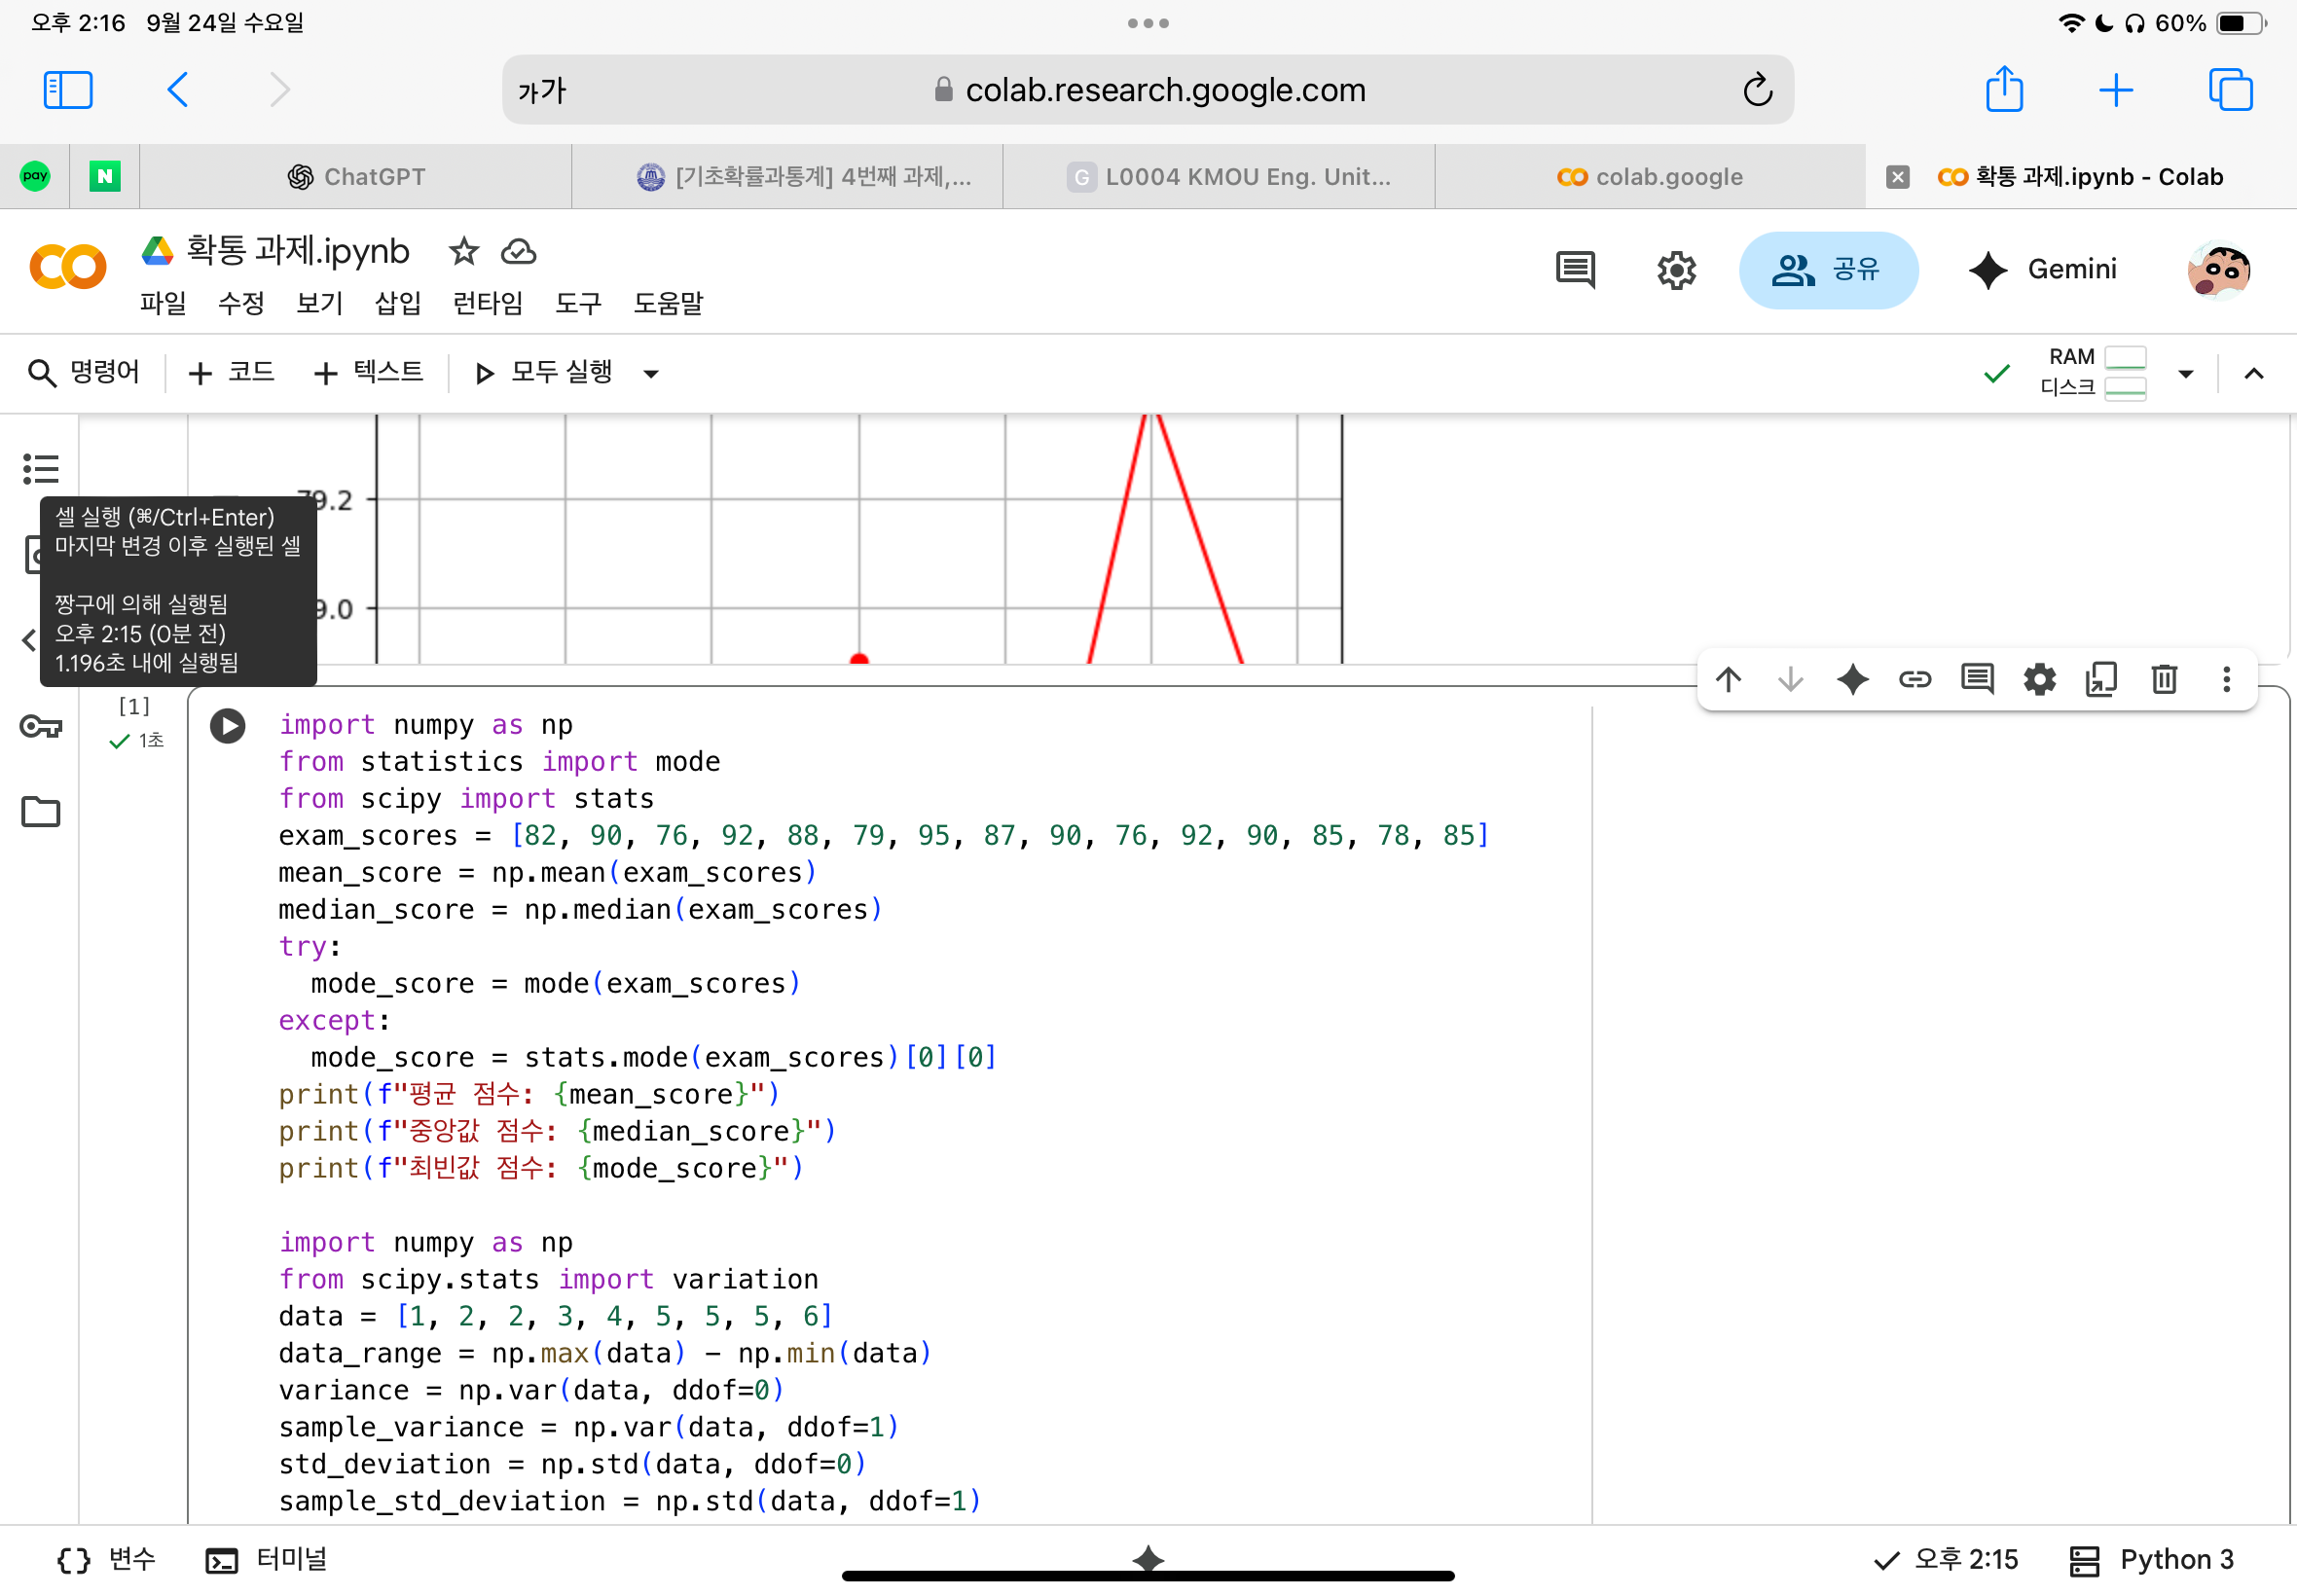 오후 2:16 9월 24일 수요일
60%
가가 colab.research.google.com
pay N ChatGPT [기초확률과통계] 4번째 과제,... G L0004 KMOU Eng. Unit... colab.google 확통 과제.ipynb - Colab
확통 과제.ipynb
파일 수정 보기 삽입 런타임 도구 도움말
공유 Gemini
명령어 + 코드 + 텍스트 모두 실행
RAM
디스크
79.2
9.0
셀 실행 (⌘/Ctrl+Enter)
마지막 변경 이후 실행된 셀
짱구에 의해 실행됨
오후 2:15 (0분 전)
1.196초 내에 실행됨
[1]
1초
import numpy as np
from statistics import mode
from scipy import stats
exam_scores = [82, 90, 76, 92, 88, 79, 95, 87, 90, 76, 92, 90, 85, 78, 85]
mean_score = np.mean(exam_scores)
median_score = np.median(exam_scores)
try:
  mode_score = mode(exam_scores)
except:
  mode_score = stats.mode(exam_scores)[0][0]
print(f"평균 점수: {mean_score}")
print(f"중앙값 점수: {median_score}")
print(f"최빈값 점수: {mode_score}")
import numpy as np
from scipy.stats import variation
data = [1, 2, 2, 3, 4, 5, 5, 5, 6]
data_range = np.max(data) - np.min(data)
variance = np.var(data, ddof=0)
sample_variance = np.var(data, ddof=1)
std_deviation = np.std(data, ddof=0)
sample_std_deviation = np.std(data, ddof=1)
변수 터미널 오후 2:15 Python 3